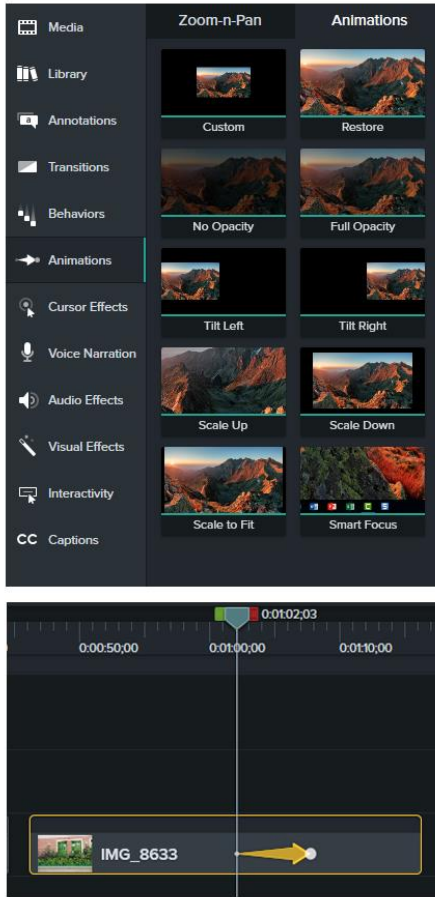 Media
Library
Annotations
Transitions
Behaviors
Animations
Cursor Effects
Voice Narration
Audio Effects
Visual Effects
Interactivity
CC Captions
Zoom-n-Pan
Animations
Custom
Restore
No Opacity
Full Opacity
Tilt Left
Tilt Right
Scale Up
Scale Down
Scale to Fit
Smart Focus
0:01:02;03
0:00:50;00
0:01:00;00
0:01:10;00
IMG_8633